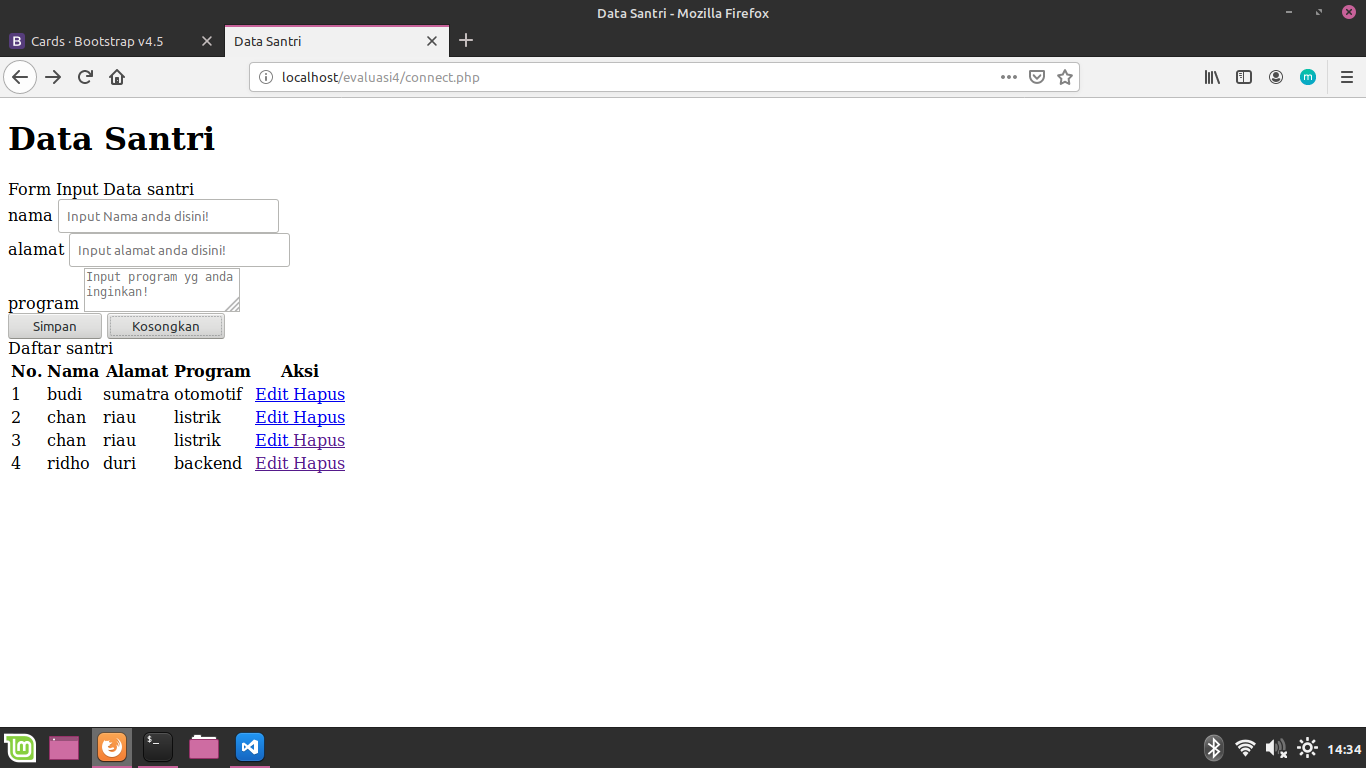 Data Santri - Mozilla Firefox
B Cards · Bootstrap v4.5
Data Santri
localhost/evaluasi4/connect.php
m
Data Santri
Form Input Data santri
nama Input Nama anda disini!
alamat Input alamat anda disini!
Input program yg anda
inginkan!
program
Simpan Kosongkan
Daftar santri
No. Nama Alamat Program Aksi
1 budi sumatra otomotif Edit Hapus
2 chan riau listrik Edit Hapus
3 chan riau listrik Edit Hapus
4 ridho duri backend Edit Hapus
$_
14:34